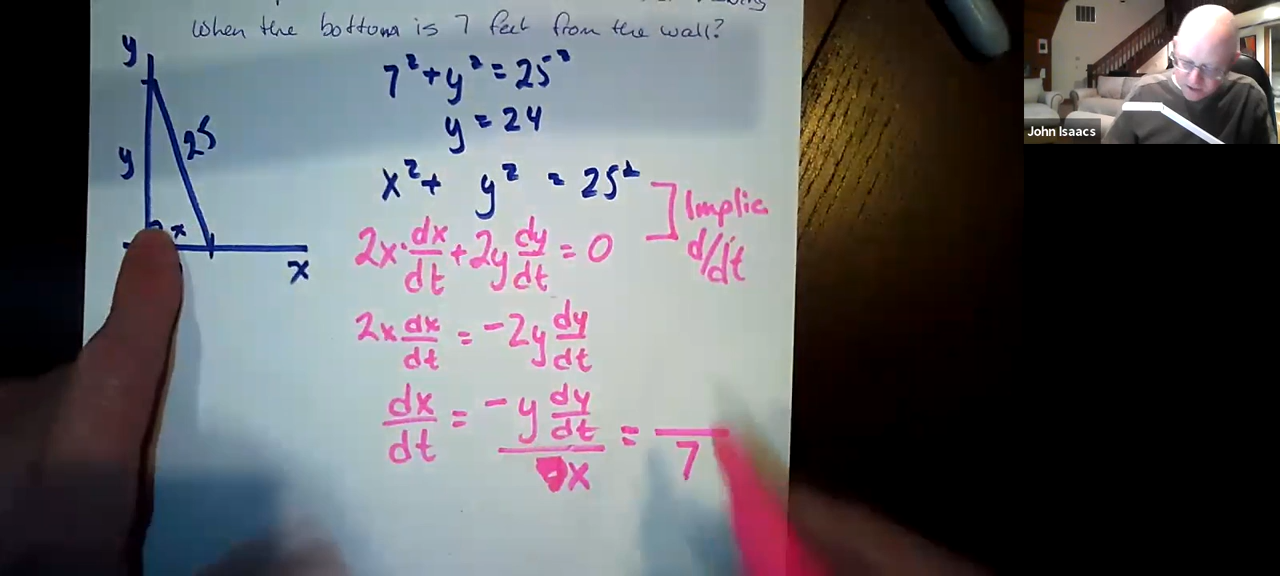 When the bottom is 7 feet from the wall?
y
7² + y² = 25²
y = 24
25
y
x² + y² = 25²
Implic
d/dt
x
x
2x · dx/dt + 2y dy/dt = 0
2x dx/dt = -2y dy/dt
dx/dt = -y dy/dt / x = / 7
John Isaacs